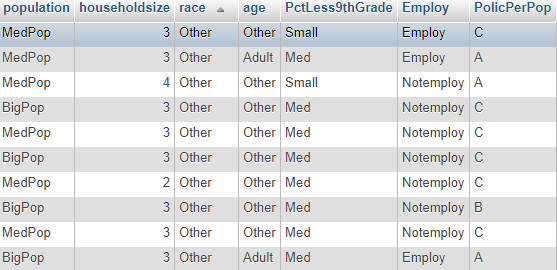 population householdsize race age PctLess9thGrade Employ PolicPerPop
MedPop 3 Other Other Small Employ C
MedPop 3 Other Adult Med Employ A
MedPop 4 Other Other Small Notemploy A
BigPop 3 Other Other Med Notemploy C
MedPop 3 Other Other Med Notemploy C
BigPop 3 Other Other Med Notemploy C
MedPop 2 Other Other Med Notemploy C
BigPop 3 Other Other Med Notemploy B
MedPop 3 Other Other Med Notemploy C
BigPop 3 Other Adult Med Employ A